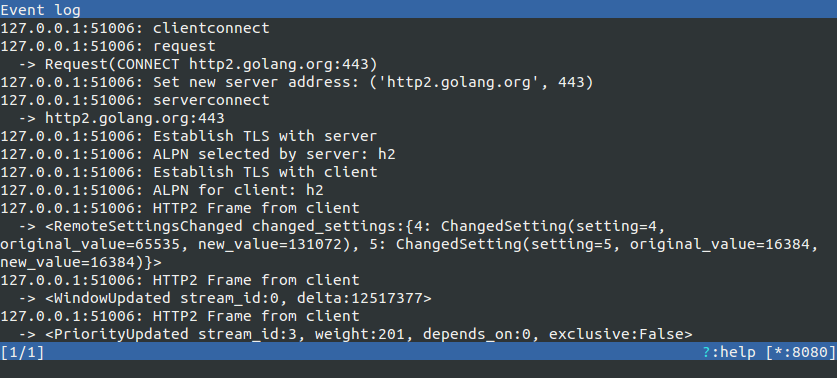 Event log
127.0.0.1:51006: clientconnect
127.0.0.1:51006: request
-> Request(CONNECT http2.golang.org:443)
127.0.0.1:51006: Set new server address: ('http2.golang.org', 443)
127.0.0.1:51006: serverconnect
-> http2.golang.org:443
127.0.0.1:51006: Establish TLS with server
127.0.0.1:51006: ALPN selected by server: h2
127.0.0.1:51006: Establish TLS with client
127.0.0.1:51006: ALPN for client: h2
127.0.0.1:51006: HTTP2 Frame from client
-> <RemoteSettingsChanged changed_settings:{4: ChangedSetting(setting=4,
original_value=65535, new_value=131072), 5: ChangedSetting(setting=5, original_value=16384,
new_value=16384)}>
127.0.0.1:51006: HTTP2 Frame from client
-> <WindowUpdated stream_id:0, delta:12517377>
127.0.0.1:51006: HTTP2 Frame from client
-> <PriorityUpdated stream_id:3, weight:201, depends_on:0, exclusive:False>
[1/1] ?:help [*:8080]